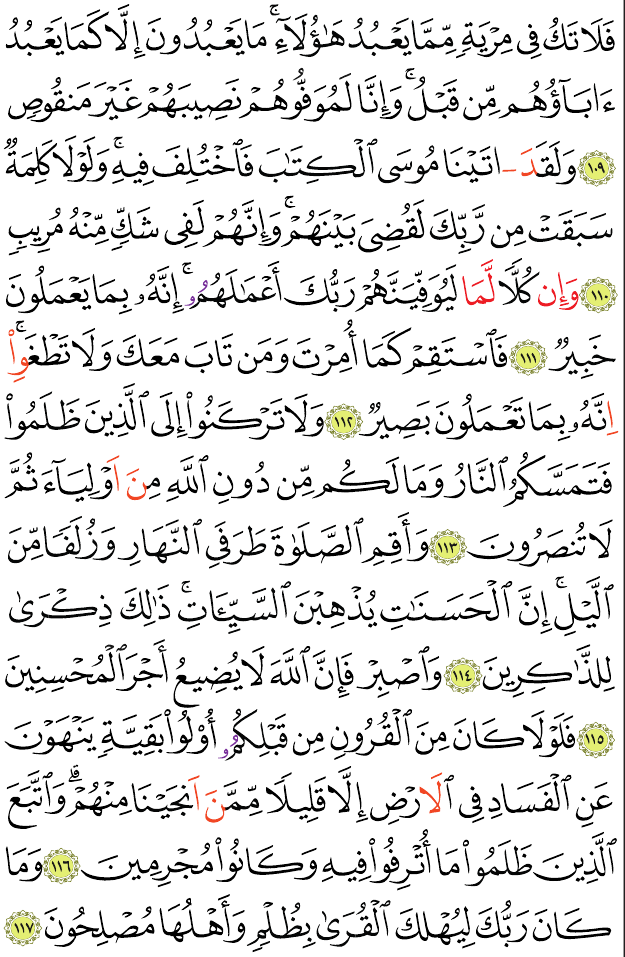 فَلَا تَكُ فِى مِرْيَةٍ مِّمَّا يَعْبُدُ هَٰٓؤُلَآءِ ۚ مَا يَعْبُدُونَ إِلَّا كَمَا يَعْبُدُ
ءَابَآؤُهُم مِّن قَبْلُ ۚ وَإِنَّا لَمُوَفُّوهُمْ نَصِيبَهُمْ غَيْرَ مَنقُوصٍ
١٠٩ وَلَقَدَ ـ اتَيْنَا مُوسَى ٱلْكِتَٰبَ فَٱخْتُلِفَ فِيهِ ۚ وَلَوْلَا كَلِمَةٌ
سَبَقَتْ مِن رَّبِّكَ لَقُضِىَ بَيْنَهُمْ ۚ وَإِنَّهُمْ لَفِى شَكٍّ مِّنْهُ مُرِيبٍ
١١٠ وَإِن كُلًّا لَّمَا لَيُوَفِّيَنَّهُمْ رَبُّكَ أَعْمَٰلَهُمُۥ ۚ إِنَّهُۥ بِمَا يَعْمَلُونَ
خَبِيرٌ ١١١ فَٱسْتَقِمْ كَمَا أُمِرْتَ وَمَن تَابَ مَعَكَ وَلَا تَطْغَوِا۟ ۚ
اِنَّهُۥ بِمَا تَعْمَلُونَ بَصِيرٌ ١١٢ وَلَا تَرْكَنُوٓا۟ إِلَى ٱلَّذِينَ ظَلَمُوا۟
فَتَمَسَّكُمُ ٱلنَّارُ وَمَا لَكُم مِّن دُونِ ٱللَّهِ مِنَ اَوْلِيَآءَ ثُمَّ
لَا تُنصَرُونَ ١١٣ وَأَقِمِ ٱلصَّلَوٰةَ طَرَفَىِ ٱلنَّهَارِ وَزُلَفًا مِّنَ
ٱلَّيْلِ ۚ إِنَّ ٱلْحَسَنَٰتِ يُذْهِبْنَ ٱلسَّيِّـَٔاتِ ۚ ذَٰلِكَ ذِكْرَىٰ
لِلذَّٰكِرِينَ ١١٤ وَٱصْبِرْ فَإِنَّ ٱللَّهَ لَا يُضِيعُ أَجْرَ ٱلْمُحْسِنِينَ
١١٥ فَلَوْلَا كَانَ مِنَ ٱلْقُرُونِ مِن قَبْلِكُمُۥ أُو۟لُوا۟ بَقِيَّةٍ يَنْهَوْنَ
عَنِ ٱلْفَسَادِ فِى ٱلَارْضِ إِلَّا قَلِيلًا مِّمَّنَ اَنجَيْنَا مِنْهُمْ ۗ وَٱتَّبَعَ
ٱلَّذِينَ ظَلَمُوا۟ مَا أُتْرِفُوا۟ فِيهِ وَكَانُوا۟ مُجْرِمِينَ ١١٦ وَمَا
كَانَ رَبُّكَ لِيُهْلِكَ ٱلْقُرَىٰ بِظُلْمٍ وَأَهْلُهَا مُصْلِحُونَ ١١٧